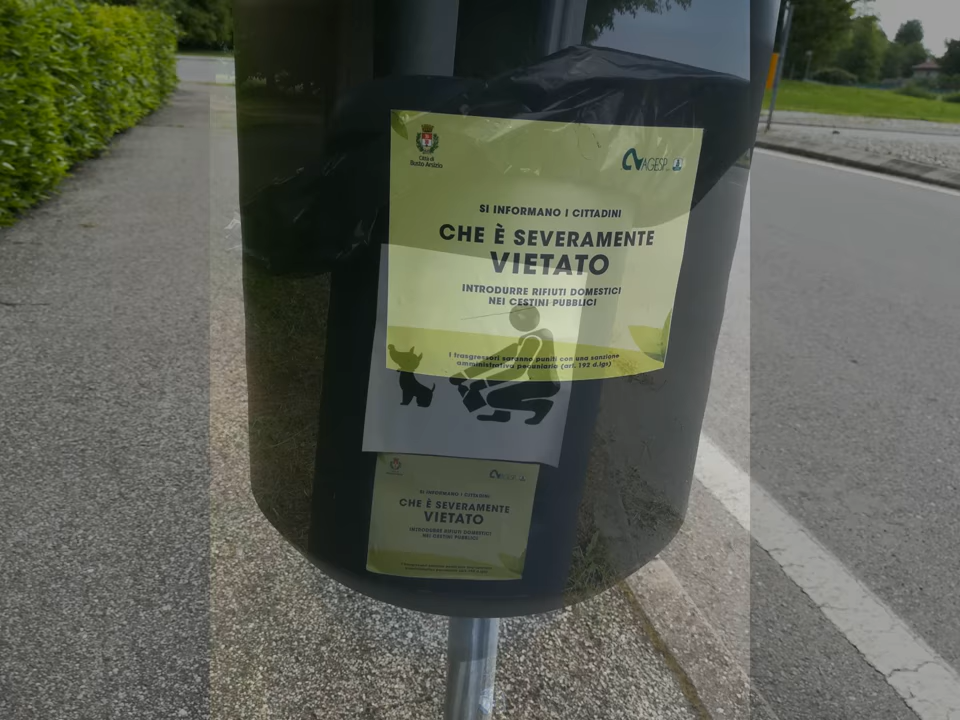 Città di
Busto Arsizio
AGESP
SI INFORMANO I CITTADINI
CHE È SEVERAMENTE
VIETATO
INTRODURRE RIFIUTI DOMESTICI
NEI CESTINI PUBBLICI
I trasgressori saranno puniti con una sanzione
amministrativa pecuniaria (art. 192 d.lgs)
SI INFORMANO I CITTADINI
CHE È SEVERAMENTE
VIETATO
INTRODURRE RIFIUTI DOMESTICI
NEI CESTINI PUBBLICI